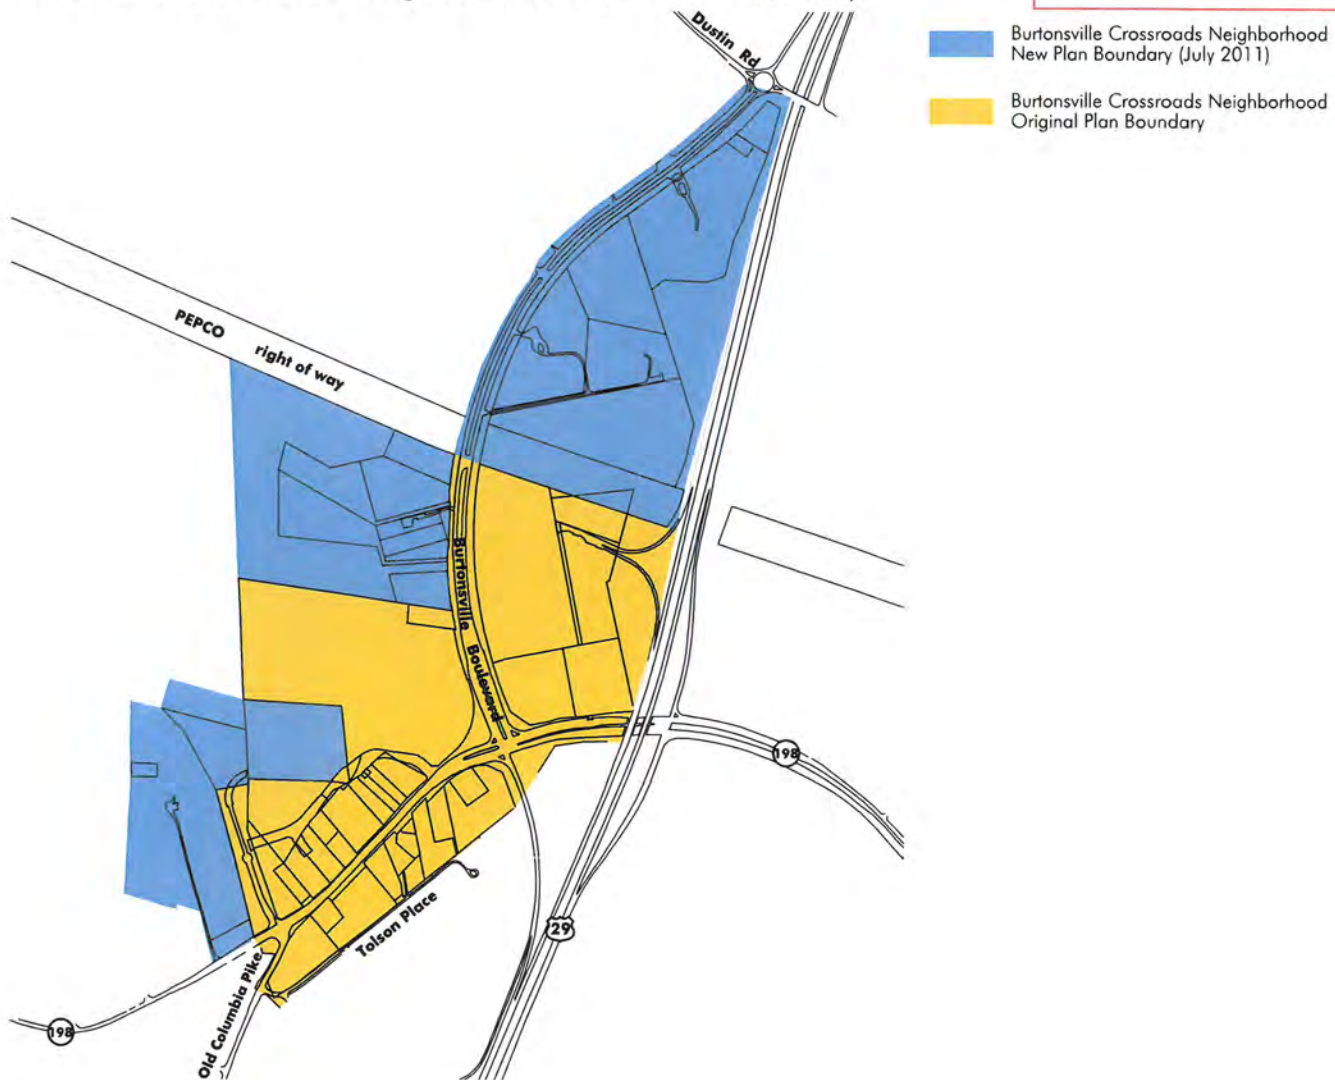 Dustin Rd
Burtonsville Crossroads Neighborhood
New Plan Boundary (July 2011)
Burtonsville Crossroads Neighborhood
Original Plan Boundary
PEPCO right of way
Burtonsville Boulevard
198
Tolson Place
29
Old Columbia Pike
198